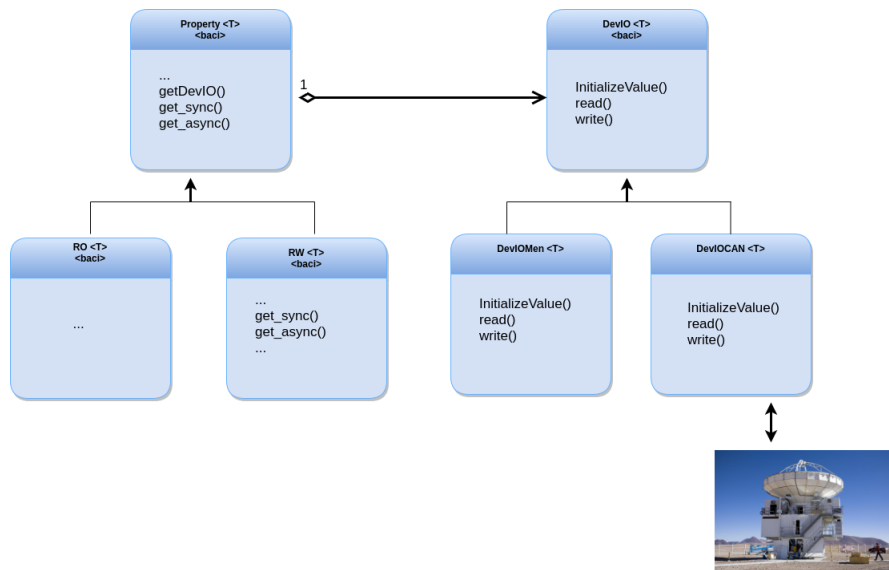 Property <T>
<baci>
...
getDevIO()
get_sync()
get_async()
1
DevIO <T>
<baci>
InitializeValue()
read()
write()
RO <T>
<baci>
...
RW <T>
<baci>
...
get_sync()
get_async()
...
DevIOMen <T>
InitializeValue()
read()
write()
DevIOCAN <T>
InitializeValue()
read()
write()